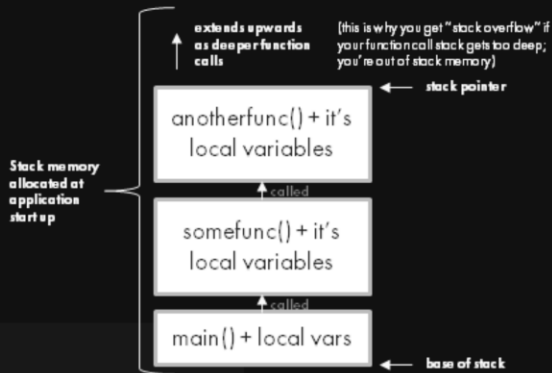 extends upwards
as deeper function
calls
(this is why you get "stack overflow" if
your function call stack gets too deep;
you're out of stack memory)
stack pointer
anotherfunc() + it's
local variables
called
Stack memory
allocated at
application
start up
somefunc() + it's
local variables
called
main() + local vars
base of stack